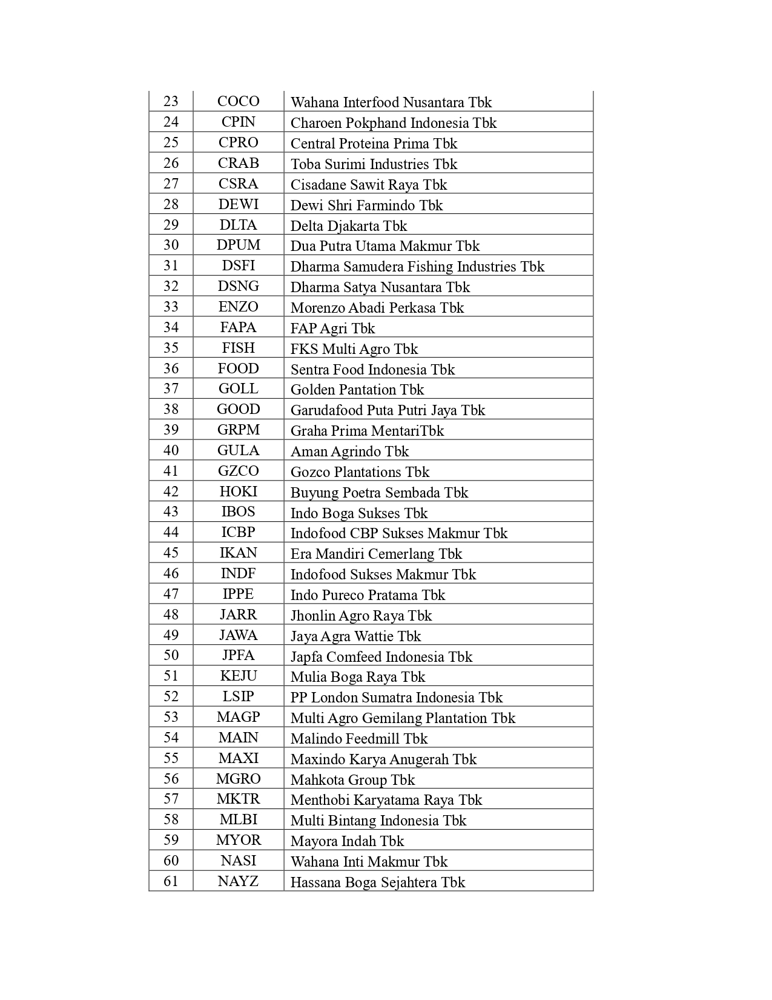 23 COCO Wahana Interfood Nusantara Tbk
24 CPIN Charoen Pokphand Indonesia Tbk
25 CPRO Central Proteina Prima Tbk
26 CRAB Toba Surimi Industries Tbk
27 CSRA Cisadane Sawit Raya Tbk
28 DEWI Dewi Shri Farmindo Tbk
29 DLTA Delta Djakarta Tbk
30 DPUM Dua Putra Utama Makmur Tbk
31 DSFI Dharma Samudera Fishing Industries Tbk
32 DSNG Dharma Satya Nusantara Tbk
33 ENZO Morenzo Abadi Perkasa Tbk
34 FAPA FAP Agri Tbk
35 FISH FKS Multi Agro Tbk
36 FOOD Sentra Food Indonesia Tbk
37 GOLL Golden Pantation Tbk
38 GOOD Garudafood Puta Putri Jaya Tbk
39 GRPM Graha Prima MentariTbk
40 GULA Aman Agrindo Tbk
41 GZCO Gozco Plantations Tbk
42 HOKI Buyung Poetra Sembada Tbk
43 IBOS Indo Boga Sukses Tbk
44 ICBP Indofood CBP Sukses Makmur Tbk
45 IKAN Era Mandiri Cemerlang Tbk
46 INDF Indofood Sukses Makmur Tbk
47 IPPE Indo Pureco Pratama Tbk
48 JARR Jhonlin Agro Raya Tbk
49 JAWA Jaya Agra Wattie Tbk
50 JPFA Japfa Comfeed Indonesia Tbk
51 KEJU Mulia Boga Raya Tbk
52 LSIP PP London Sumatra Indonesia Tbk
53 MAGP Multi Agro Gemilang Plantation Tbk
54 MAIN Malindo Feedmill Tbk
55 MAXI Maxindo Karya Anugerah Tbk
56 MGRO Mahkota Group Tbk
57 MKTR Menthobi Karyatama Raya Tbk
58 MLBI Multi Bintang Indonesia Tbk
59 MYOR Mayora Indah Tbk
60 NASI Wahana Inti Makmur Tbk
61 NAYZ Hassana Boga Sejahtera Tbk